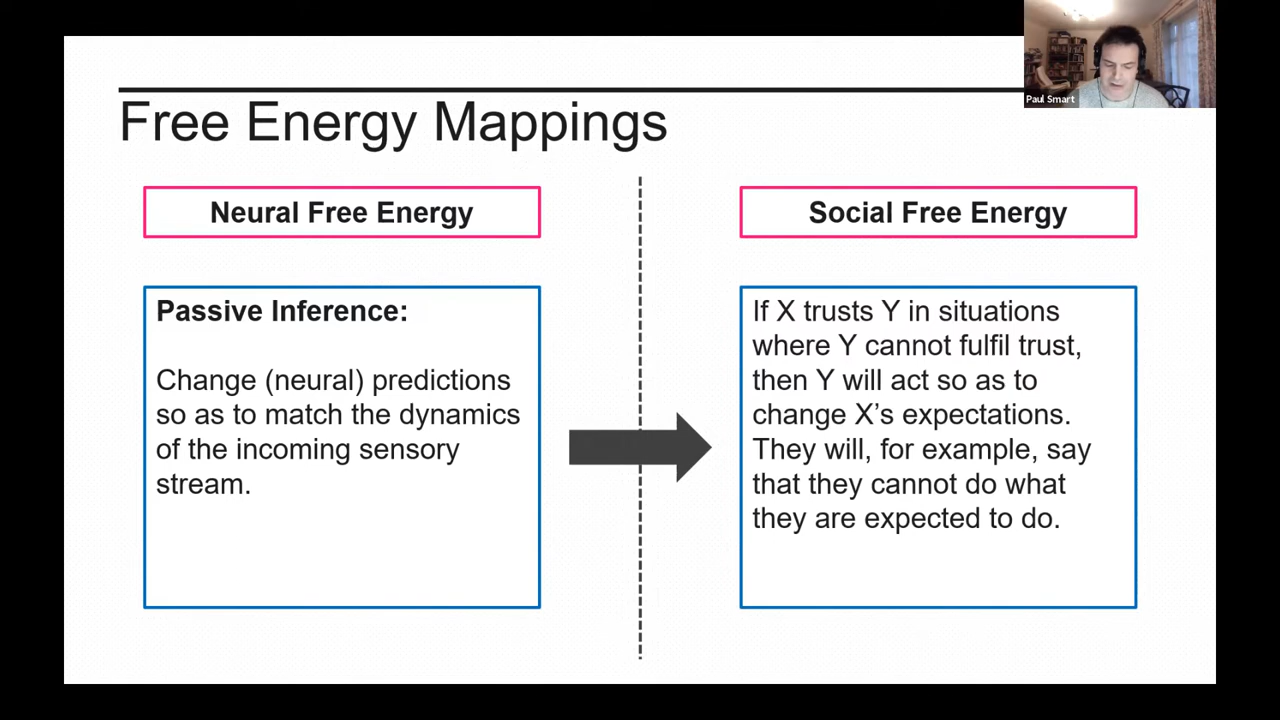 Paul Smart
Free Energy Mappings
Neural Free Energy
Social Free Energy
Passive Inference:
Change (neural) predictions
so as to match the dynamics
of the incoming sensory
stream.
If X trusts Y in situations
where Y cannot fulfil trust,
then Y will act so as to
change X’s expectations.
They will, for example, say
that they cannot do what
they are expected to do.